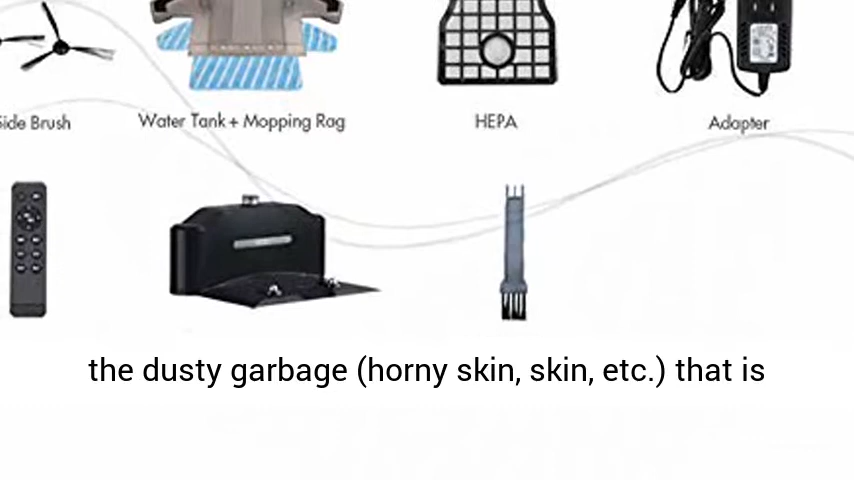 Side Brush
Water Tank + Mopping Rag
HEPA
Adapter
the dusty garbage (horny skin, skin, etc.) that is